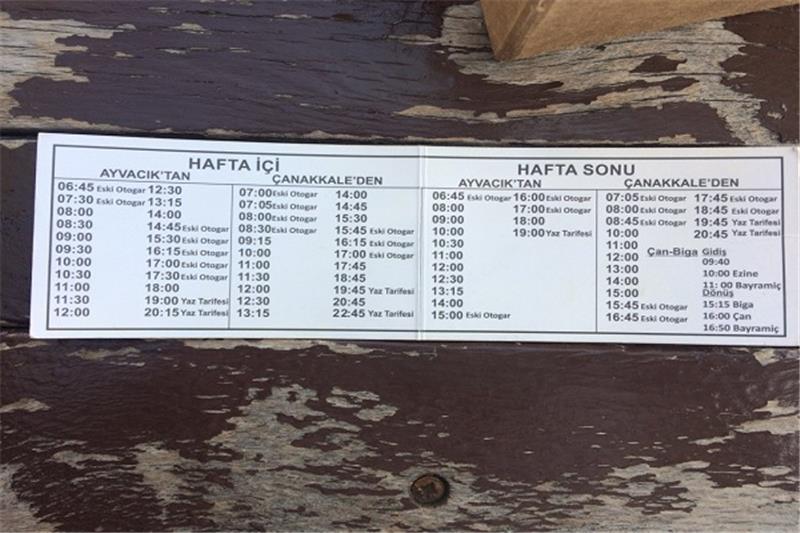 HAFTA İÇİ
AYVACIK'TAN
06:45 Eski Otogar 12:30
07:30 Eski Otogar 13:15
08:00 14:00
08:30 14:45 Eski Otogar
09:00 15:30 Eski Otogar
09:30 16:15 Eski Otogar
10:00 17:00 Eski Otogar
10:30 17:30 Eski Otogar
11:00 18:00
11:30 19:00 Yaz Tarifesi
12:00 20:15 Yaz Tarifesi
ÇANAKKALE'DEN
07:00 Eski Otogar 14:00
07:05 Eski Otogar 14:45
08:00 Eski Otogar 15:30
08:30 Eski Otogar 15:45 Eski Otogar
09:15 16:15 Eski Otogar
10:00 17:00 Eski Otogar
11:00 17:45
11:30 18:45
12:00 19:45 Yaz Tarifesi
12:30 20:45
13:15 22:45 Yaz Tarifesi
HAFTA SONU
AYVACIK'TAN
06:45 Eski Otogar 16:00 Eski Otogar
08:00 17:00 Eski Otogar
09:00 18:00
10:00 19:00 Yaz Tarifesi
10:30
11:00
12:00
12:30
13:15
14:00
15:00 Eski Otogar
ÇANAKKALE'DEN
07:05 Eski Otogar 17:45 Eski Otogar
08:00 Eski Otogar 18:45 Eski Otogar
08:45 Eski Otogar 19:45 Yaz Tarifesi
10:00 20:45 Yaz Tarifesi
11:00
12:00
13:00
14:00
15:00
15:45 Eski Otogar
16:45 Eski Otogar
Çan-Biga Gidiş
09:40
10:00 Ezine
11: 00 Bayramiç
Dönüş
15:15 Biga
16:00 Çan
16:50 Bayramiç